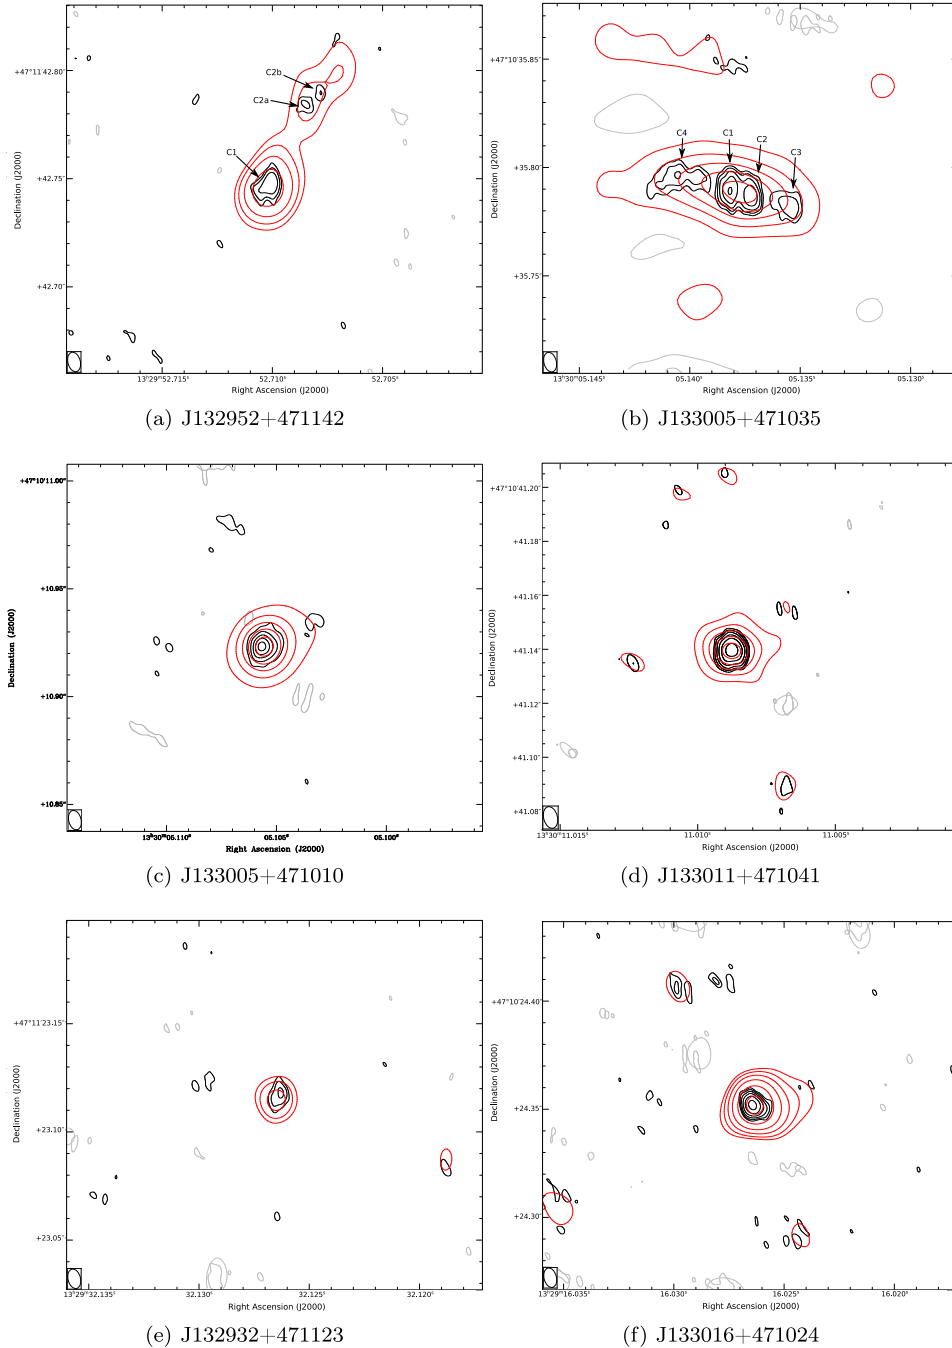 +47°11′42.80″
+42.75″
+42.70″
Declination (J2000)
C2b
C2a
C1
13ʰ29ᵐ52.715ˢ
52.710ˢ
52.705ˢ
Right Ascension (J2000)
(a) J132952+471142
+47°10′35.85″
35.80″
+35.75″
Declination (J2000)
C4
C1
C2
C3
13ʰ30ᵐ05.145ˢ
05.140ˢ
05.135ˢ
05.130ˢ
Right Ascension (J2000)
(b) J133005+471035
+47°10′11.00″
+10.95″
+10.90″
+10.85″
Declination (J2000)
13ʰ30ᵐ05.110ˢ
05.105ˢ
05.100ˢ
Right Ascension (J2000)
(c) J133005+471010
+47°10′41.20″
+41.18″
+41.16″
+41.14″
+41.12″
+41.10″
+41.08″
Declination (J2000)
13ʰ30ᵐ11.015ˢ
11.010ˢ
11.005ˢ
Right Ascension (J2000)
(d) J133011+471041
+47°11′23.15″
+23.10″
+23.05″
Declination (J2000)
13ʰ29ᵐ32.135ˢ
32.130ˢ
32.125ˢ
32.120ˢ
Right Ascension (J2000)
(e) J132932+471123
+47°10′24.40″
+24.35″
+24.30″
Declination (J2000)
13ʰ29ᵐ16.035ˢ
16.030ˢ
16.025ˢ
16.020ˢ
Right Ascension (J2000)
(f) J133016+471024